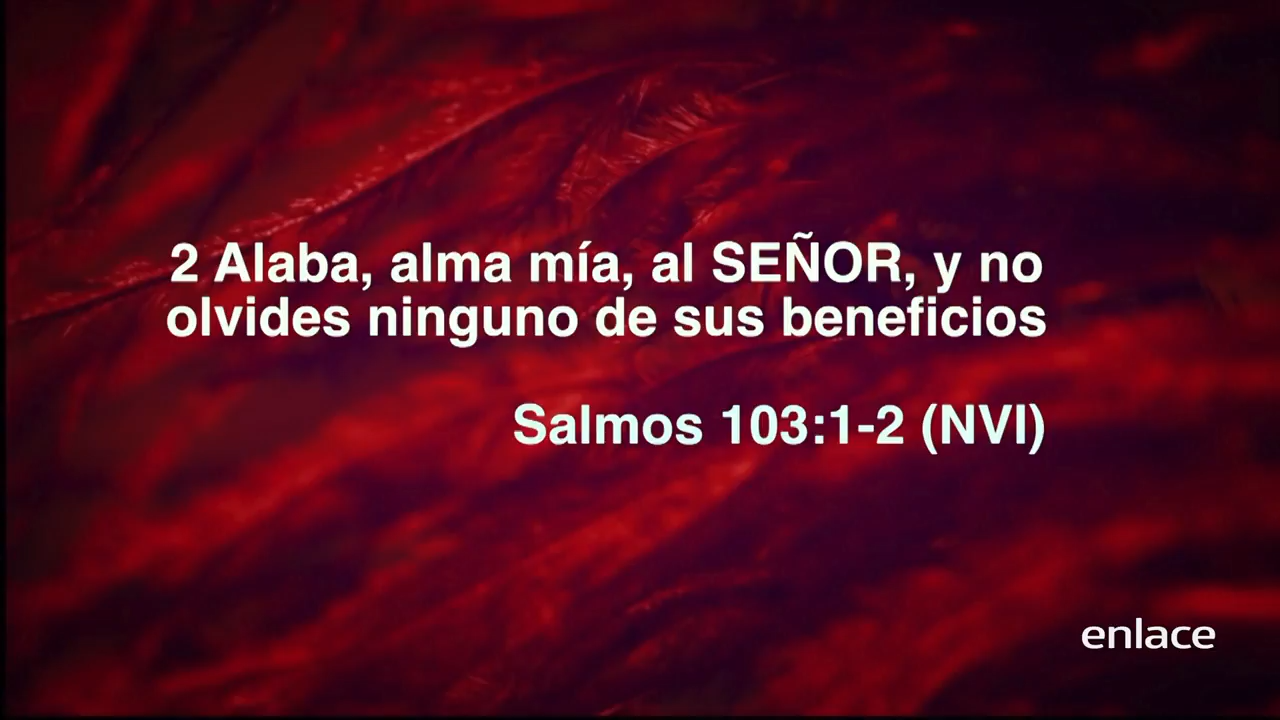 2 Alaba, alma mía, al SEÑOR, y no
olvides ninguno de sus beneficios
Salmos 103:1-2 (NVI)
enlace